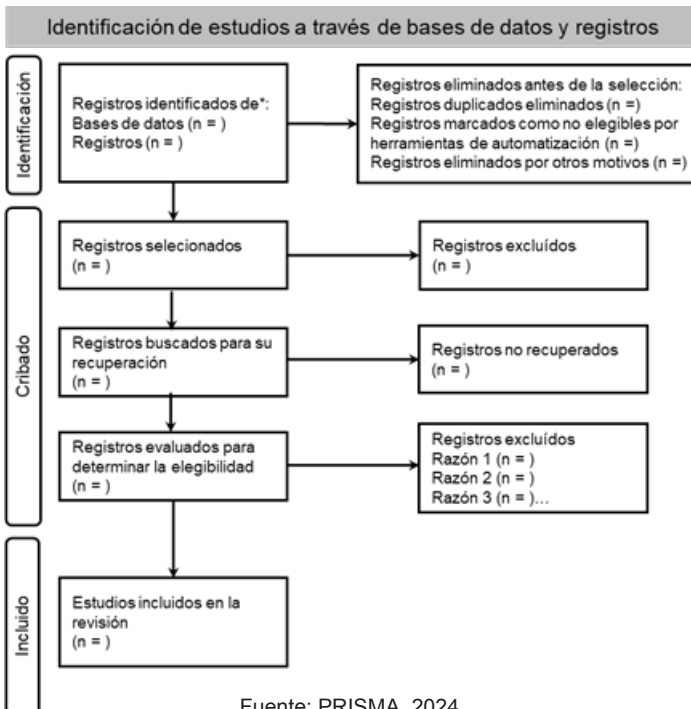 Identificación de estudios a través de bases de datos y registros
Identificación
Registros identificados de*:
Bases de datos (n = )
Registros (n = )
Registros eliminados antes de la selección:
Registros duplicados eliminados (n =)
Registros marcados como no elegibles por
herramientas de automatización (n =)
Registros eliminados por otros motivos (n =)
Cribado
Registros selecionados
(n = )
Registros excluídos
(n = )
Registros buscados para su
recuperación
(n = )
Registros no recuperados
(n = )
Registros evaluados para
determinar la elegibilidad
(n = )
Registros excluídos
Razón 1 (n = )
Razón 2 (n = )
Razón 3 (n = )...
Incluido
Estudios incluidos en la
revisión
(n = )
Fuente: PRISMA, 2024